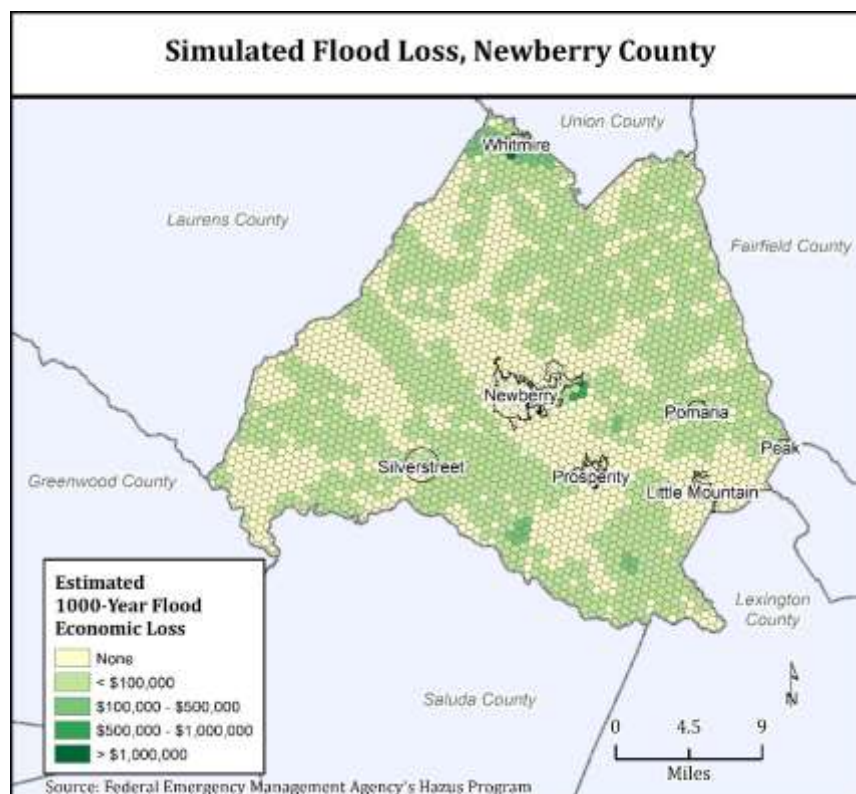 Simulated Flood Loss, Newberry County
Union County
Whitmire
Laurens County
Fairfield County
Newberry
Pomaria
Peak
Silverstreet
Prosperity
Greenwood County
Little Mountain
Estimated
1000-Year Flood
Economic Loss
None
< $100,000
$100,000 - $500,000
$500,000 - $1,000,000
> $1,000,000
Lexington
County
Saluda County
N
0 4.5 9
Miles
Source: Federal Emergency Management Agency's Hazus Program